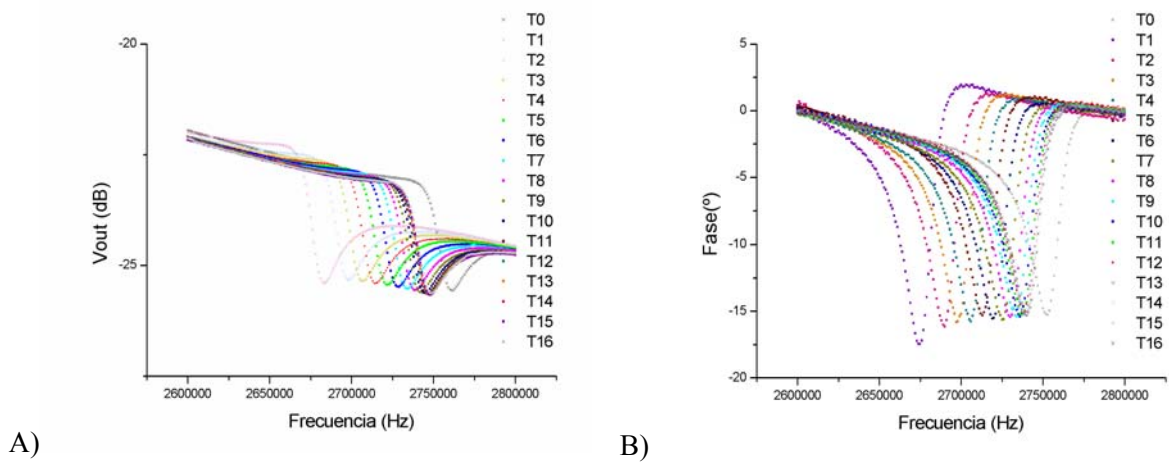 -20
-25
Vout (dB)
2600000 2650000 2700000 2750000 2800000
Frecuencia (Hz)
T0
T1
T2
T3
T4
T5
T6
T7
T8
T9
T10
T11
T12
T13
T14
T15
T16
A)
5
0
-5
-10
-15
-20
Fase(º)
2600000 2650000 2700000 2750000 2800000
Frecuencia (Hz)
T0
T1
T2
T3
T4
T5
T6
T7
T8
T9
T10
T11
T12
T13
T14
T15
T16
B)